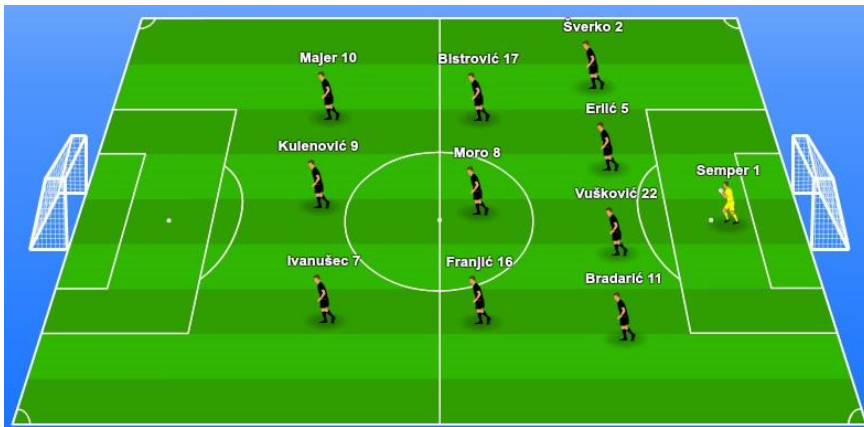 Šverko 2
Majer 10
Bistrović 17
Erlić 5
Kulenović 9
Moro 8
Semper 1
Vušković 22
Ivanušec 7
Franjić 16
Bradarić 11